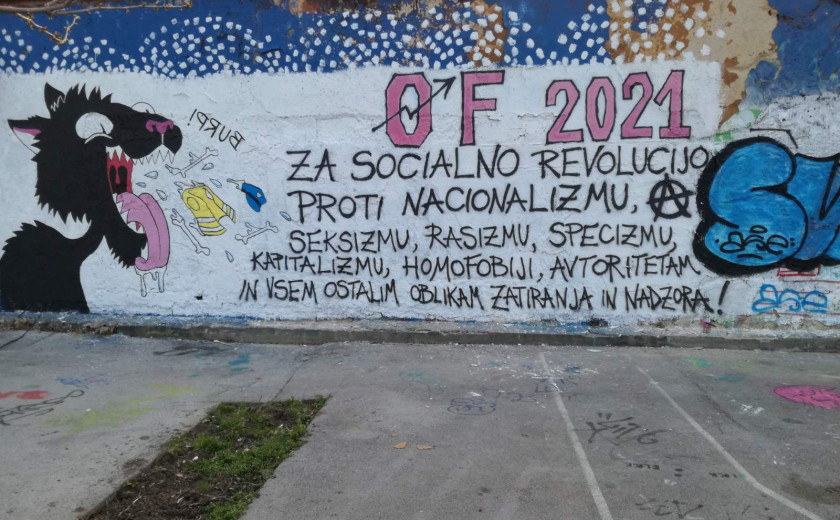 OF 2021
BURP!
ZA SOCIALNO REVOLUCIJO
PROTI NACIONALIZMU, A
SEKSIZMU, RASIZMU, SPECIZMU,
KAPITALIZMU, HOMOFOBIJI, AVTORITETAM
IN VSEM OSTALIM OBLIKAM ZATIRANJA IN NADZORA!